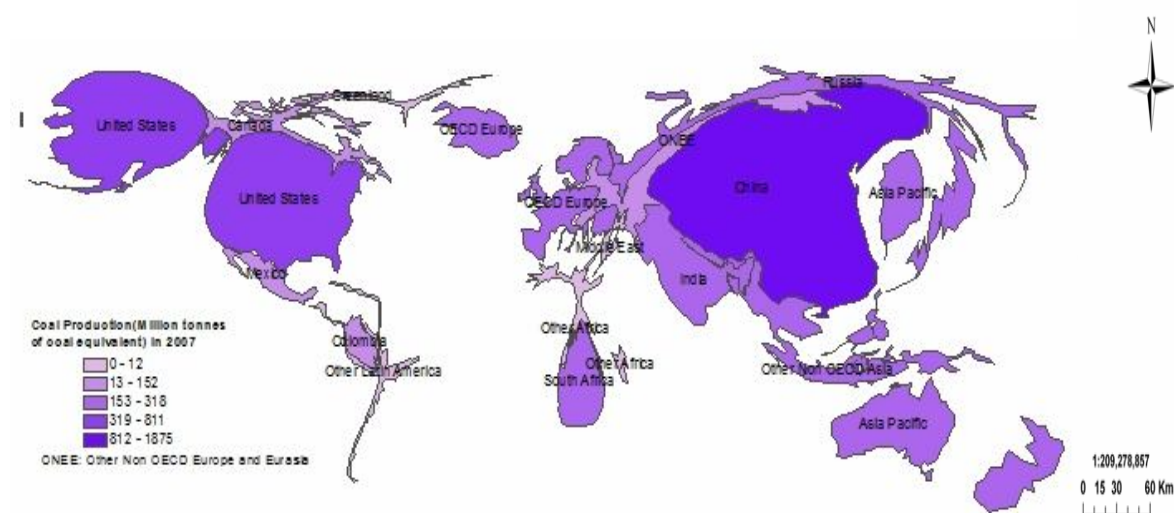 N
Greenland
Russia
United States
Canada
OECD Europe
ONEE
United States
OECD Europe
China
Asia Pacific
Middle East
Mexico
India
Coal Production(Million tonnes
of coal equivalent) in 2007
0 - 12
13 - 152
153 - 318
319 - 811
812 - 1875
ONEE: Other Non OECD Europe and Eurasia
Colombia
Other Latin America
Other Africa
Other Africa
South Africa
Other Non OECD Asia
Asia Pacific
1:209,278,857
0 15 30 60 Km